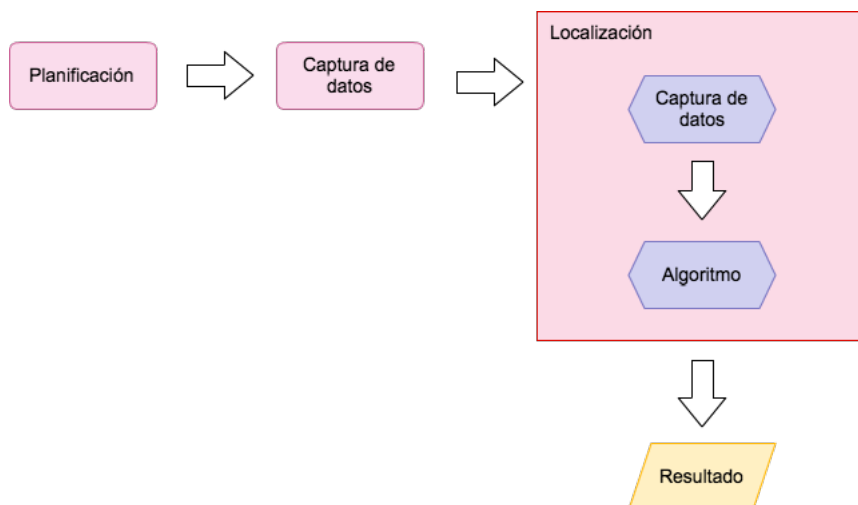 Planificación
Captura de
datos
Localización
Captura de
datos
Algoritmo
Resultado